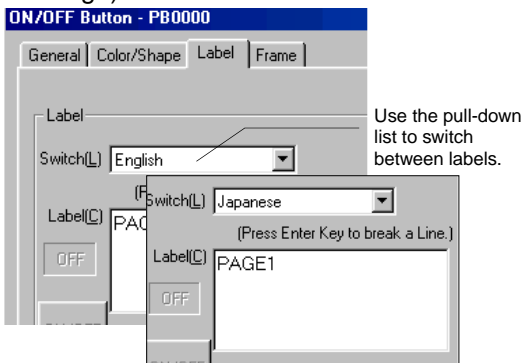 ON/OFF Button - PB0000
General Color/Shape Label Frame
Label
Use the pull-down
list to switch
between labels.
Switch(L) English
Switch(L) Japanese
(Press Enter Key to break a Line.)
Label(C)
Label(C) PAGE1
OFF
OFF